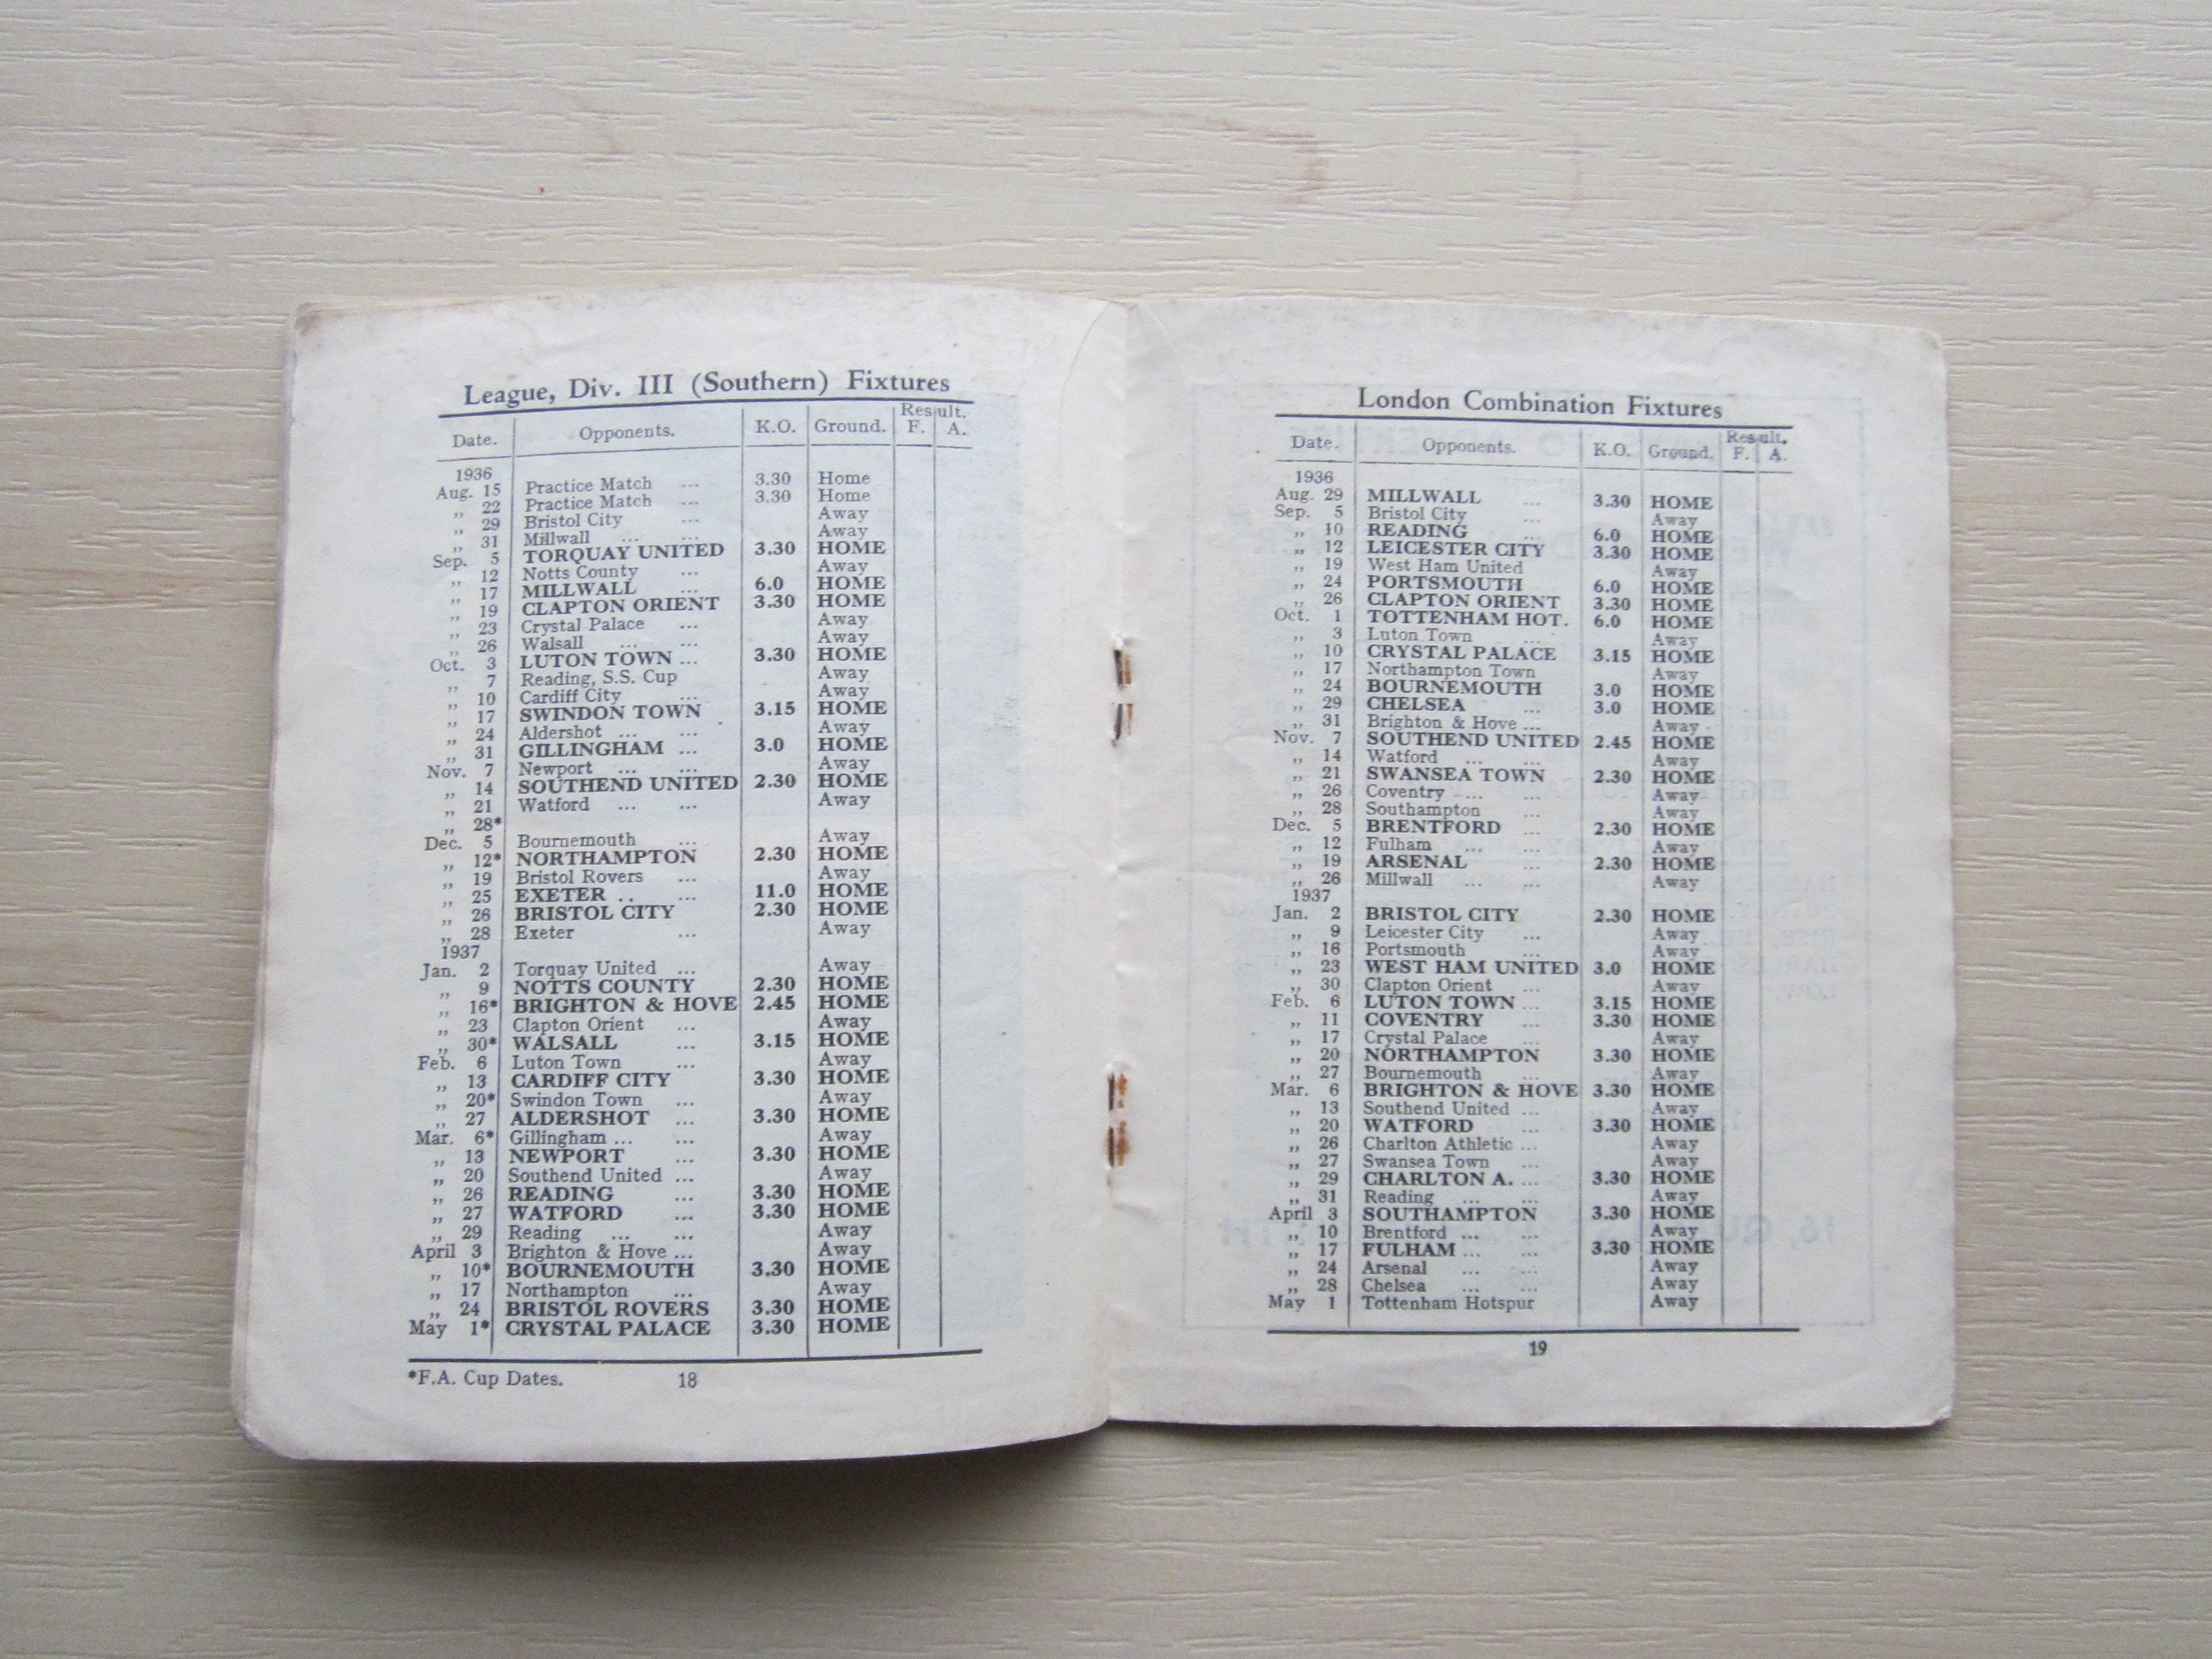 League, Div. III (Southern) Fixtures
Date. Opponents. K.O. Ground. Result. F. A.
1936
Aug. 15 Practice Match ... 3.30 Home
„ 22 Practice Match ... 3.30 Home
„ 29 Bristol City ... Away
„ 31 Millwall ... ... Away
Sep. 5 TORQUAY UNITED 3.30 HOME
„ 12 Notts County ... Away
„ 17 MILLWALL ... 6.0 HOME
„ 19 CLAPTON ORIENT 3.30 HOME
„ 23 Crystal Palace ... Away
„ 26 Walsall ... ... Away
Oct. 3 LUTON TOWN ... 3.30 HOME
„ 7 Reading, S.S. Cup Away
„ 10 Cardiff City ... Away
„ 17 SWINDON TOWN 3.15 HOME
„ 24 Aldershot ... ... Away
„ 31 GILLINGHAM ... 3.0 HOME
Nov. 7 Newport ... ... Away
„ 14 SOUTHEND UNITED 2.30 HOME
„ 21 Watford ... ... Away
„ 28*
Dec. 5 Bournemouth ... Away
„ 12* NORTHAMPTON 2.30 HOME
„ 19 Bristol Rovers ... Away
„ 25 EXETER .. ... 11.0 HOME
„ 26 BRISTOL CITY 2.30 HOME
„ 28 Exeter ... Away
1937
Jan. 2 Torquay United ... Away
„ 9 NOTTS COUNTY 2.30 HOME
„ 16* BRIGHTON & HOVE 2.45 HOME
„ 23 Clapton Orient ... Away
„ 30* WALSALL ... 3.15 HOME
Feb. 6 Luton Town ... Away
„ 13 CARDIFF CITY 3.30 HOME
„ 20* Swindon Town ... Away
„ 27 ALDERSHOT ... 3.30 HOME
Mar. 6* Gillingham ... ... Away
„ 13 NEWPORT ... 3.30 HOME
„ 20 Southend United ... Away
„ 26 READING ... 3.30 HOME
„ 27 WATFORD ... 3.30 HOME
„ 29 Reading ... ... Away
April 3 Brighton & Hove ... Away
„ 10* BOURNEMOUTH 3.30 HOME
„ 17 Northampton ... Away
„ 24 BRISTOL ROVERS 3.30 HOME
May 1* CRYSTAL PALACE 3.30 HOME
*F.A. Cup Dates. 18
London Combination Fixtures
Date. Opponents. K.O. Ground. Result. F. A.
1936
Aug. 29 MILLWALL ... 3.30 HOME
Sep. 5 Bristol City ... Away
„ 10 READING ... 6.0 HOME
„ 12 LEICESTER CITY 3.30 HOME
„ 19 West Ham United Away
„ 24 PORTSMOUTH 6.0 HOME
„ 26 CLAPTON ORIENT 3.30 HOME
Oct. 1 TOTTENHAM HOT. 6.0 HOME
„ 3 Luton Town ... Away
„ 10 CRYSTAL PALACE 3.15 HOME
„ 17 Northampton Town Away
„ 24 BOURNEMOUTH 3.0 HOME
„ 29 CHELSEA ... 3.0 HOME
„ 31 Brighton & Hove ... Away
Nov. 7 SOUTHEND UNITED 2.45 HOME
„ 14 Watford ... ... Away
„ 21 SWANSEA TOWN 2.30 HOME
„ 26 Coventry ... ... Away
„ 28 Southampton ... Away
Dec. 5 BRENTFORD ... 2.30 HOME
„ 12 Fulham ... ... Away
„ 19 ARSENAL ... 2.30 HOME
„ 26 Millwall ... ... Away
1937
Jan. 2 BRISTOL CITY 2.30 HOME
„ 9 Leicester City ... Away
„ 16 Portsmouth ... Away
„ 23 WEST HAM UNITED 3.0 HOME
„ 30 Clapton Orient ... Away
Feb. 6 LUTON TOWN ... 3.15 HOME
„ 11 COVENTRY ... 3.30 HOME
„ 17 Crystal Palace ... Away
„ 20 NORTHAMPTON 3.30 HOME
„ 27 Bournemouth ... Away
Mar. 6 BRIGHTON & HOVE 3.30 HOME
„ 13 Southend United ... Away
„ 20 WATFORD ... 3.30 HOME
„ 26 Charlton Athletic ... Away
„ 27 Swansea Town ... Away
„ 29 CHARLTON A. ... 3.30 HOME
„ 31 Reading ... ... Away
April 3 SOUTHAMPTON 3.30 HOME
„ 10 Brentford ... ... Away
„ 17 FULHAM ... ... 3.30 HOME
„ 24 Arsenal ... ... Away
„ 28 Chelsea ... ... Away
May 1 Tottenham Hotspur Away
19